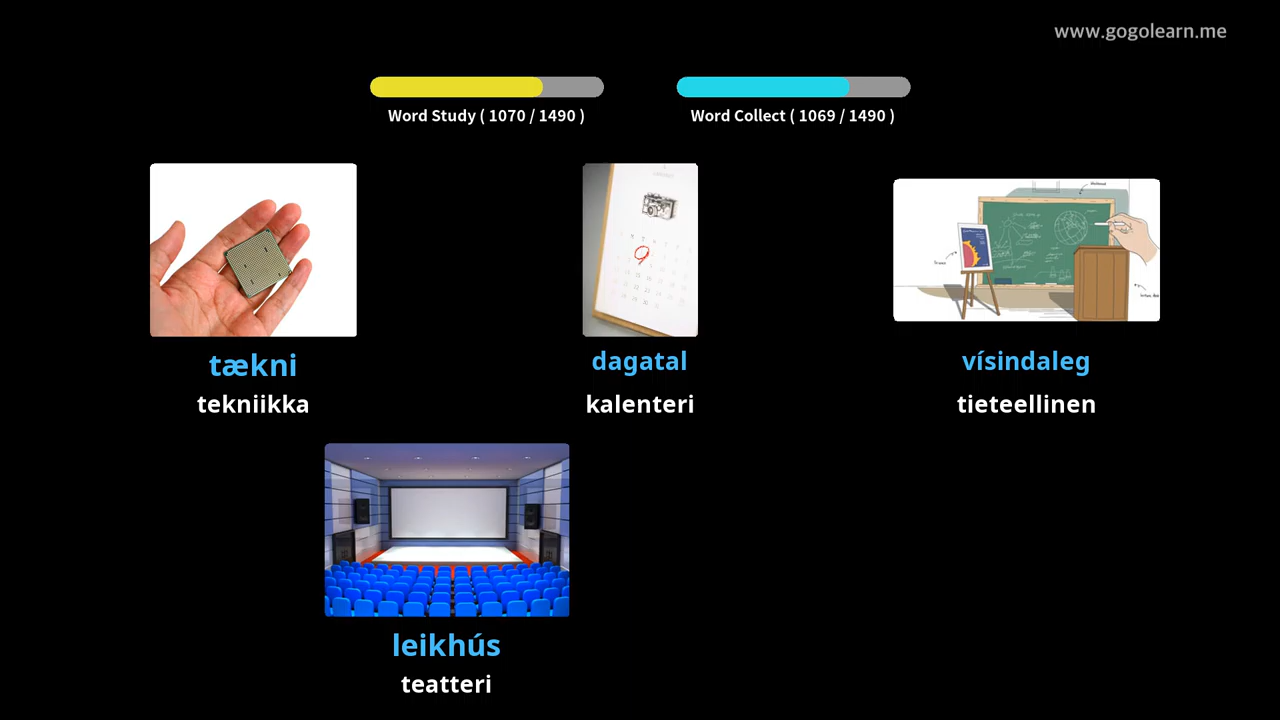 www.gogolearn.me
Word Study ( 1070 / 1490 )
Word Collect ( 1069 / 1490 )
9
tækni
dagatal
vísindaleg
tekniikka
kalenteri
tieteellinen
leikhús
teatteri